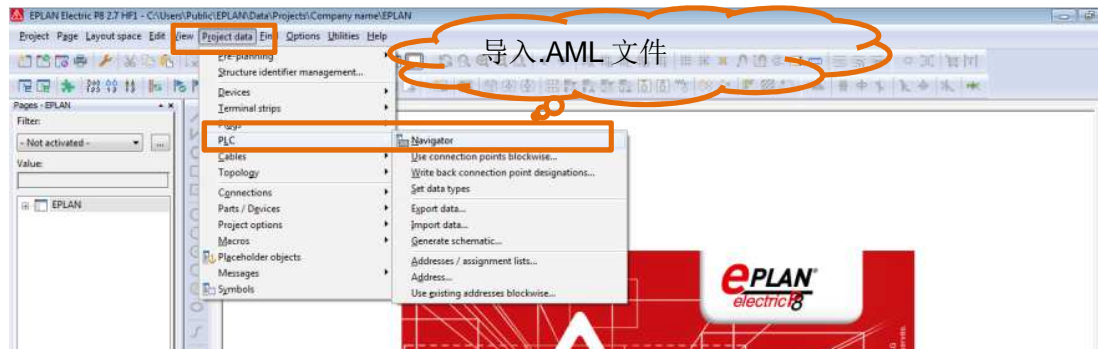 EPLAN Electric P8 2.7 HF1 - C:\Users\Public\EPLAN\Data\Projects\Company name\EPLAN
Project Page Layout space Edit View Project data Find Options Utilities Help
导入.AML 文件
Pre-planning
Structure identifier management...
Devices
Terminal strips
Plugs
PLC
Cables
Topology
Connections
Parts / Devices
Project options
Macros
Placeholder objects
Messages
Symbols
Navigator
Use connection points blockwise...
Write back connection point designations...
Set data types
Export data...
Import data...
Generate schematic...
Addresses / assignment lists...
Address...
Use existing addresses blockwise...
Pages - EPLAN
Filter:
- Not activated -
...
Value:
EPLAN
ePLAN
electric P8